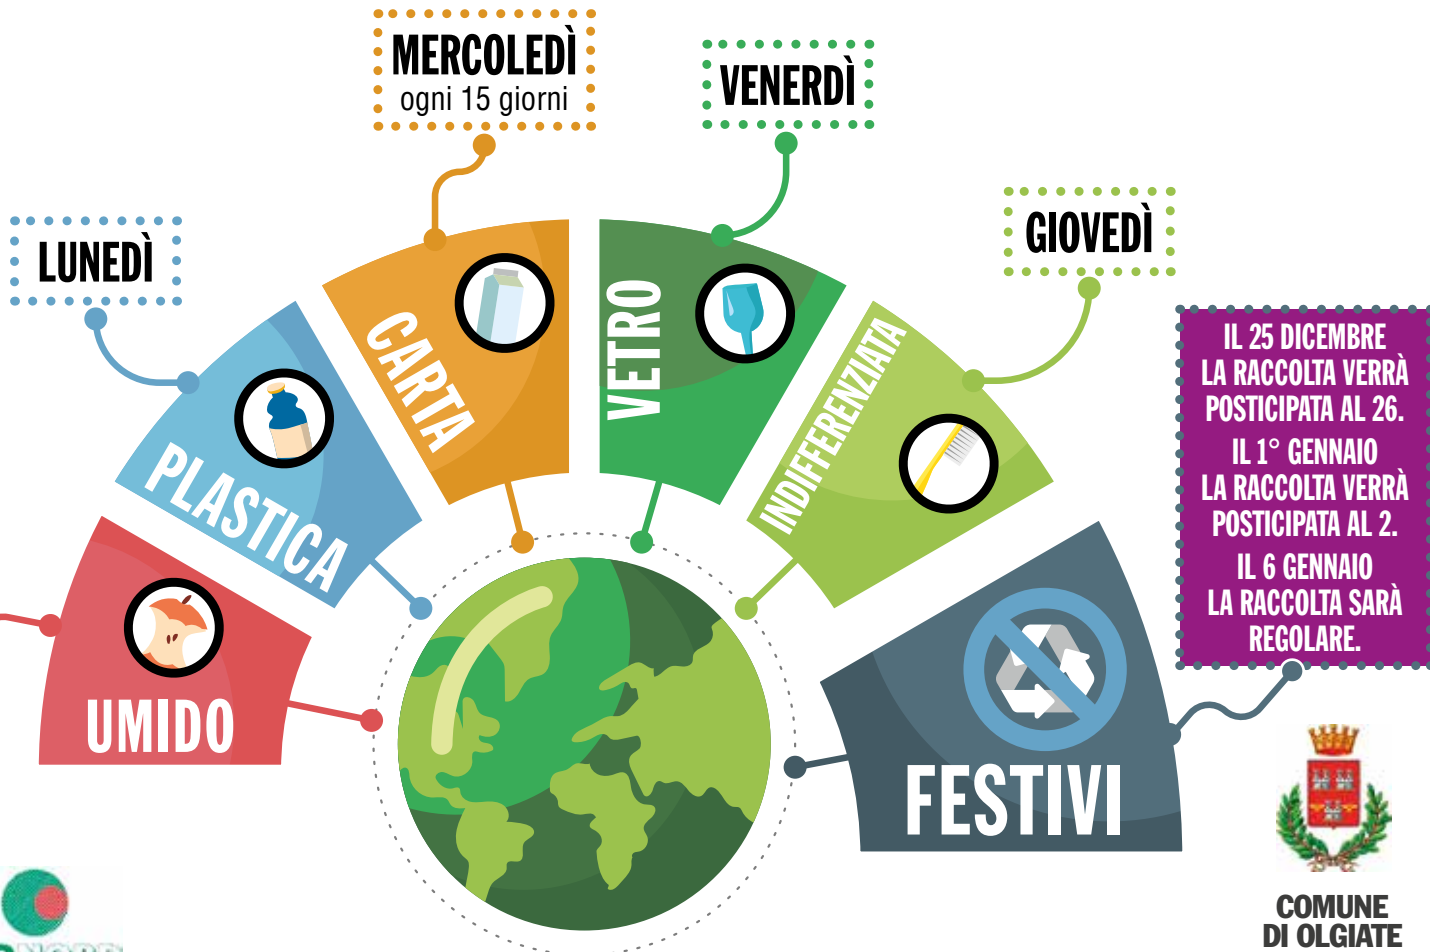 MERCOLEDÌ
ogni 15 giorni
VENERDÌ
LUNEDÌ
GIOVEDÌ
UMIDO
PLASTICA
CARTA
VETRO
INDIFFERENZIATA
FESTIVI
IL 25 DICEMBRE
LA RACCOLTA VERRÀ
POSTICIPATA AL 26.
IL 1° GENNAIO
LA RACCOLTA VERRÀ
POSTICIPATA AL 2.
IL 6 GENNAIO
LA RACCOLTA SARÀ
REGOLARE.
COMUNE
DI OLGIATE